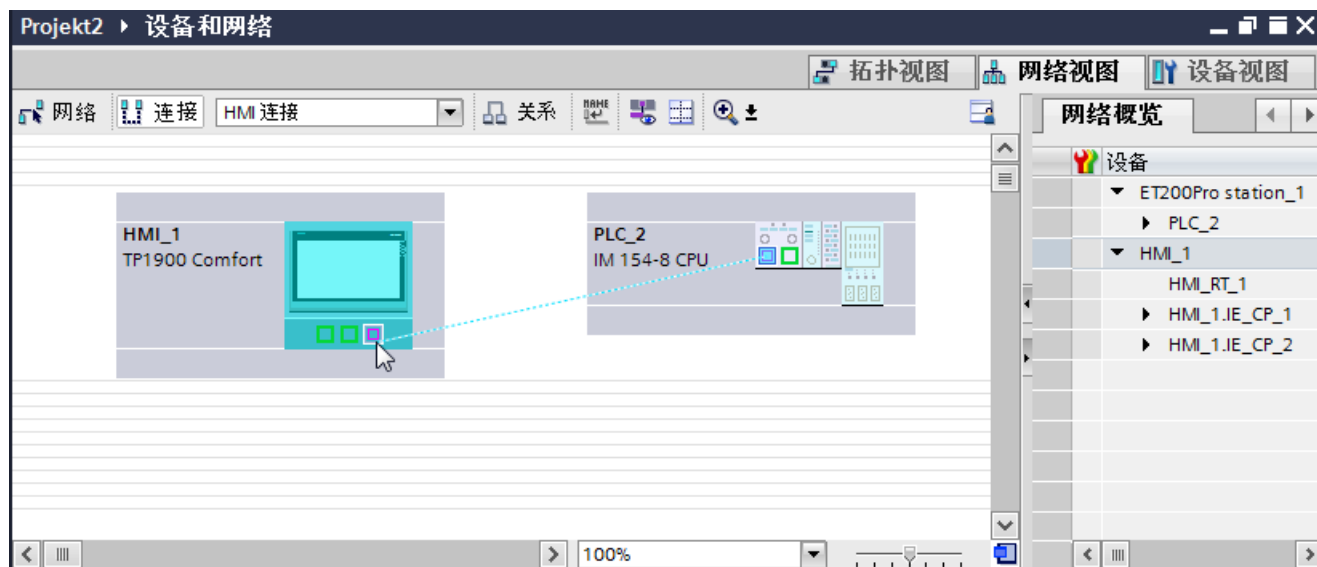 Projekt2 ▸ 设备和网络
拓扑视图 网络视图 设备视图
网络 连接 HMI 连接 关系
网络概览
设备
ET200Pro station_1
PLC_2
HMI_1
HMI_RT_1
HMI_1.IE_CP_1
HMI_1.IE_CP_2
HMI_1
TP1900 Comfort
PLC_2
IM 154-8 CPU
100%